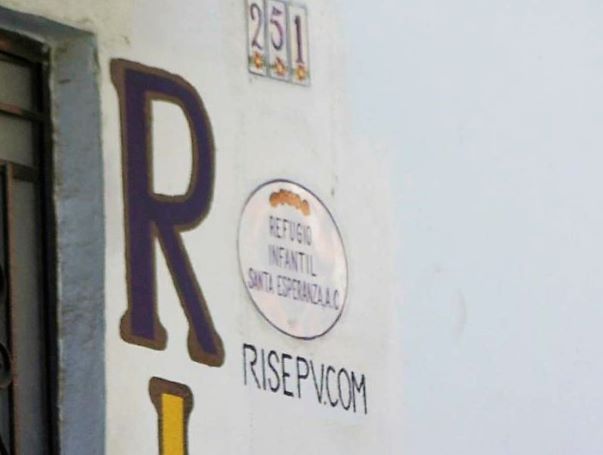 251
R
I
REFUGIO
INFANTIL
SANTA ESPERANZA,A.C
RISEPV.COM